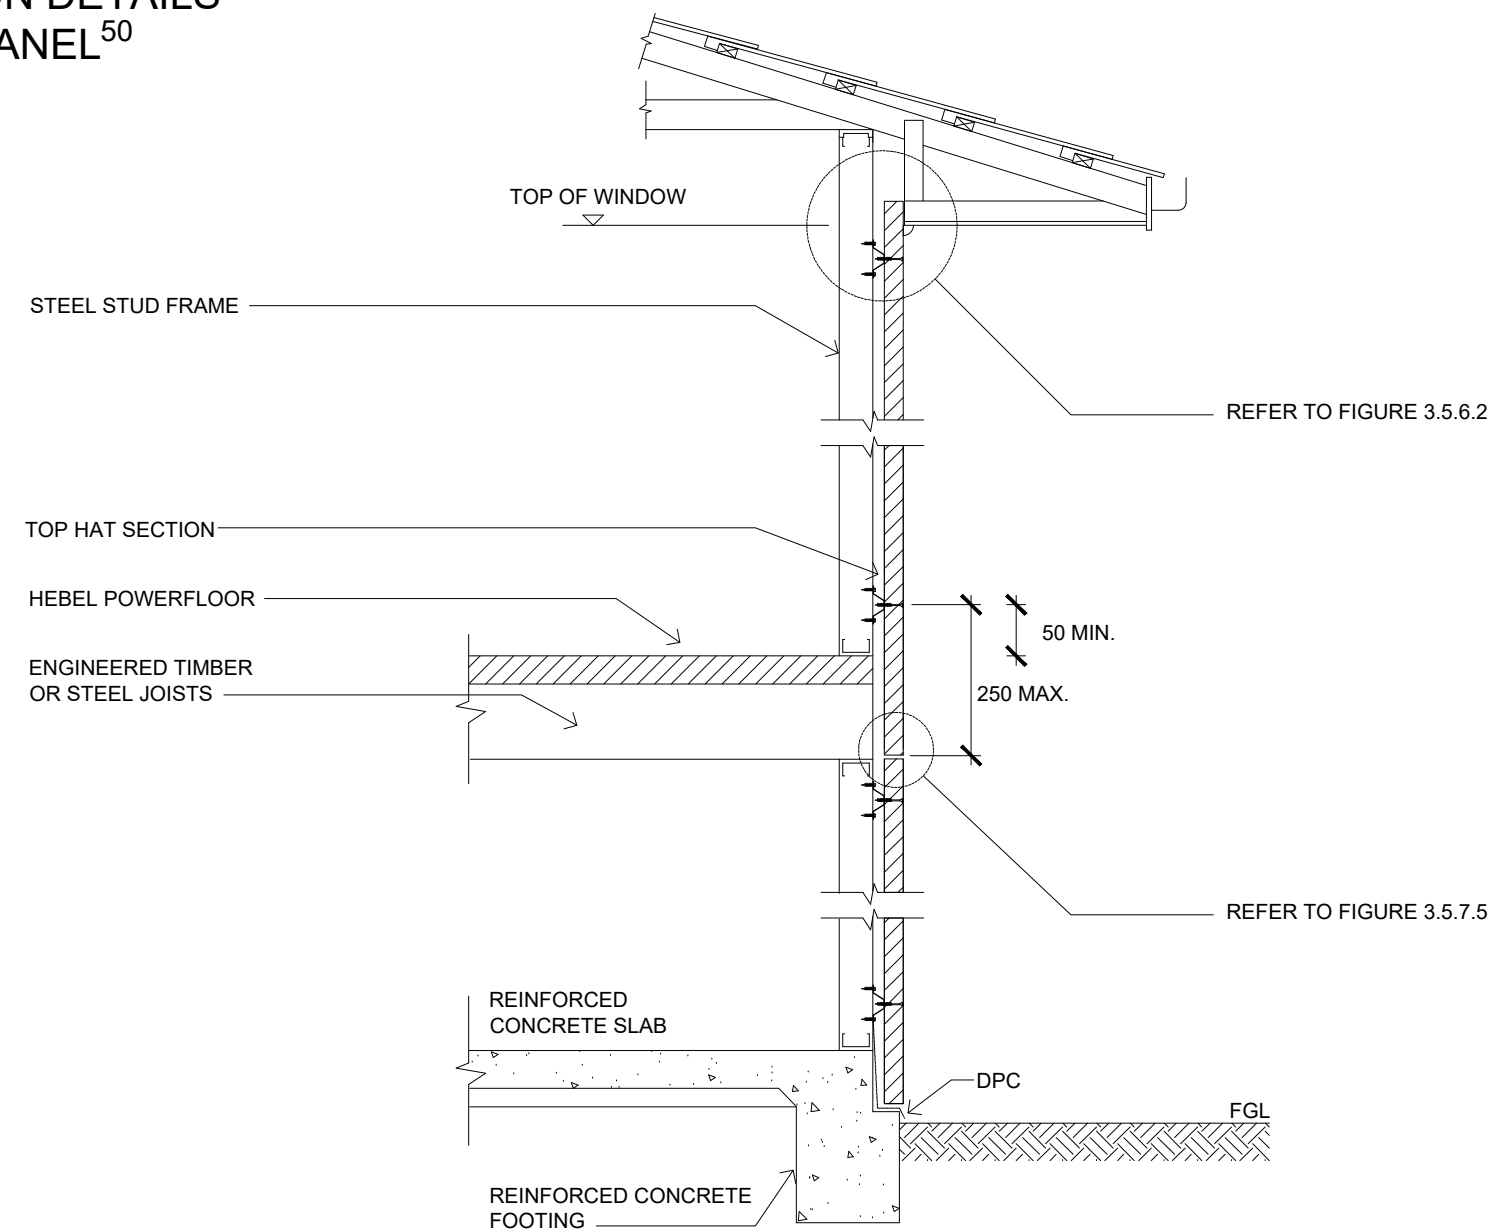 PANEL⁵⁰
TOP OF WINDOW
STEEL STUD FRAME
REFER TO FIGURE 3.5.6.2
TOP HAT SECTION
HEBEL POWERFLOOR
50 MIN.
ENGINEERED TIMBER
OR STEEL JOISTS
250 MAX.
REFER TO FIGURE 3.5.7.5
REINFORCED
CONCRETE SLAB
DPC
FGL
REINFORCED CONCRETE
FOOTING